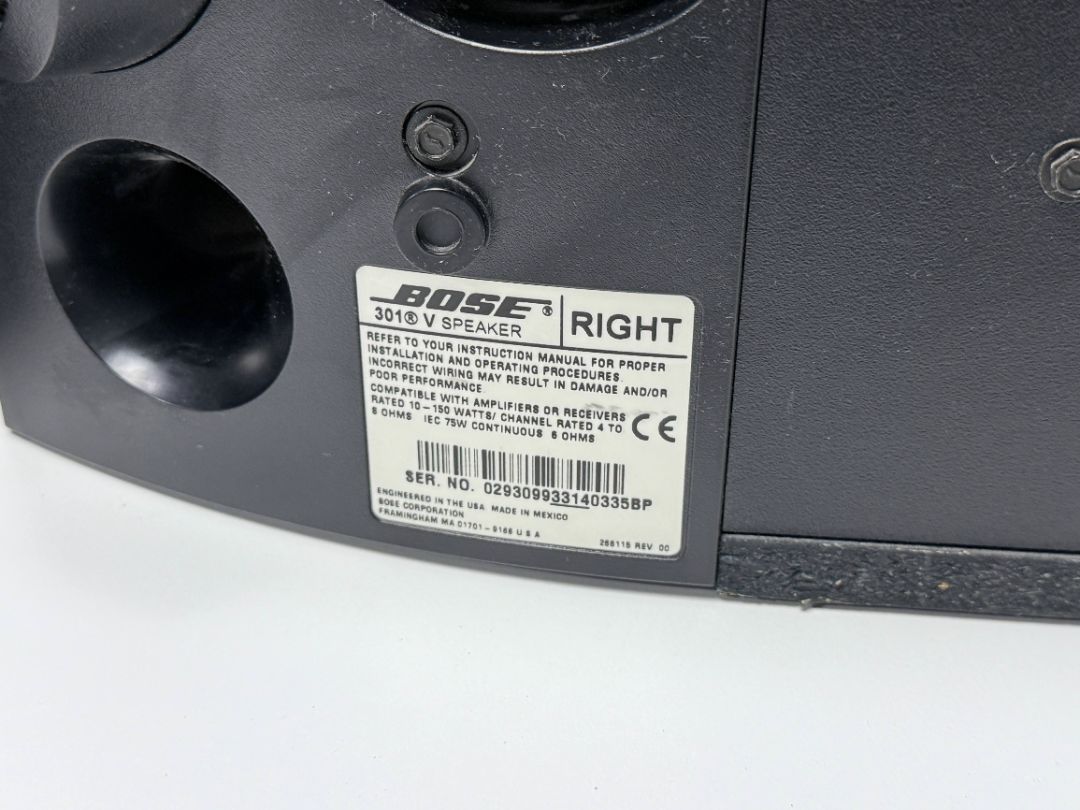 BOSE®
301® V SPEAKER
RIGHT
REFER TO YOUR INSTRUCTION MANUAL FOR PROPER
INSTALLATION AND OPERATING PROCEDURES.
INCORRECT WIRING MAY RESULT IN DAMAGE AND/OR
POOR PERFORMANCE.
COMPATIBLE WITH AMPLIFIERS OR RECEIVERS
RATED 10-150 WATTS/ CHANNEL RATED 4 TO
8 OHMS IEC 75W CONTINUOUS 6 OHMS
CE
SER. NO. 029309933140335BP
ENGINEERED IN THE USA MADE IN MEXICO
BOSE CORPORATION
FRAMINGHAM MA 01701-9168 U S A
266115 REV 00